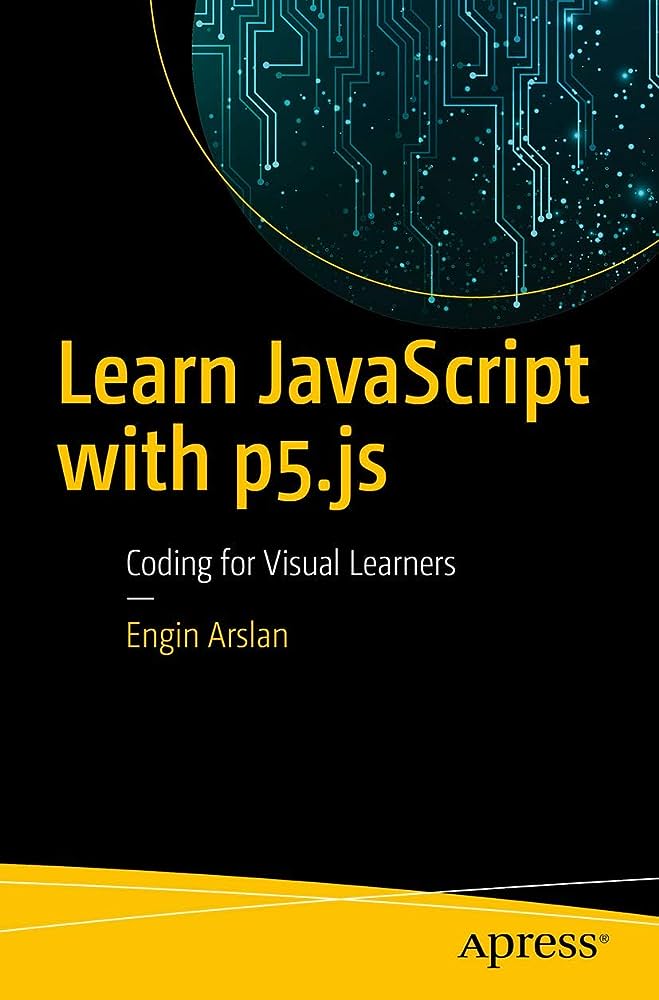 Learn JavaScript
with p5.js
Coding for Visual Learners
Engin Arslan
Apress®